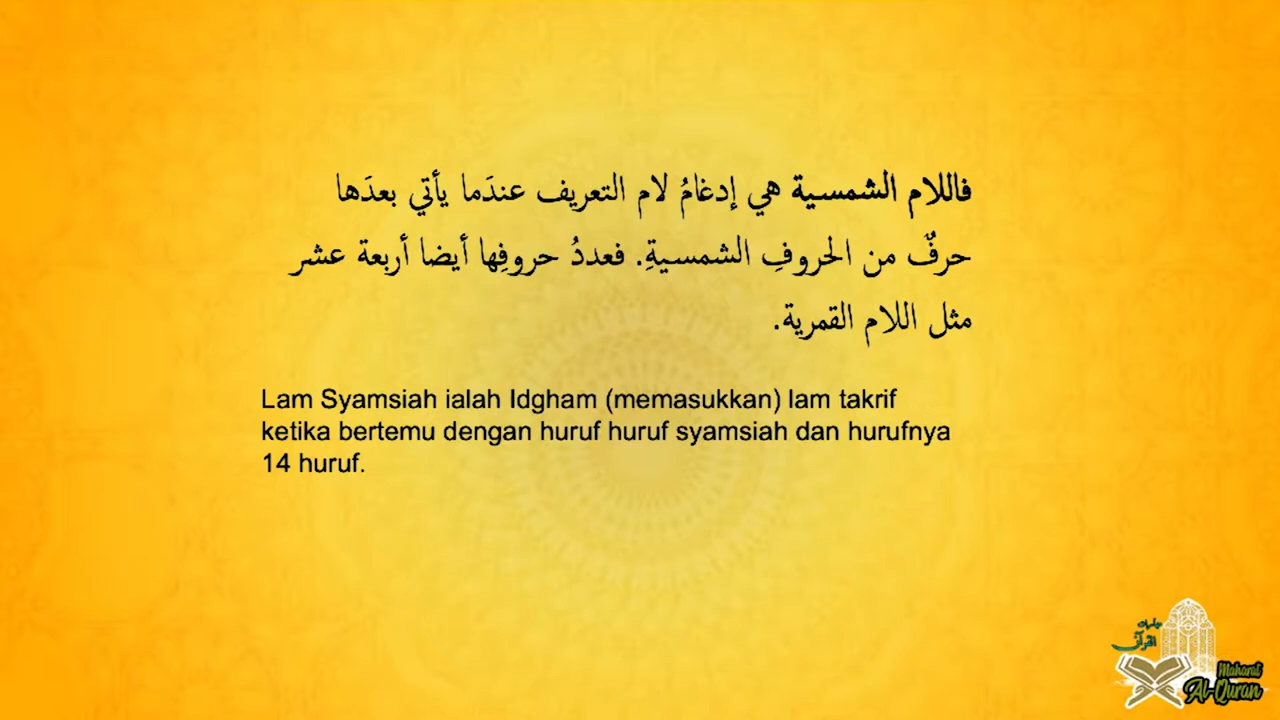 فاللام الشمسية هي إدغامُ لام التعريف عندَما يأتي بعدَها
حرفٌ من الحروفِ الشمسيةِ. فعددُ حروفِها أيضا أربعة عشر
مثل اللام القمرية.
Lam Syamsiah ialah Idgham (memasukkan) lam takrif
ketika bertemu dengan huruf huruf syamsiah dan hurufnya
14 huruf.
القرآن
Maharat
Al-Quran